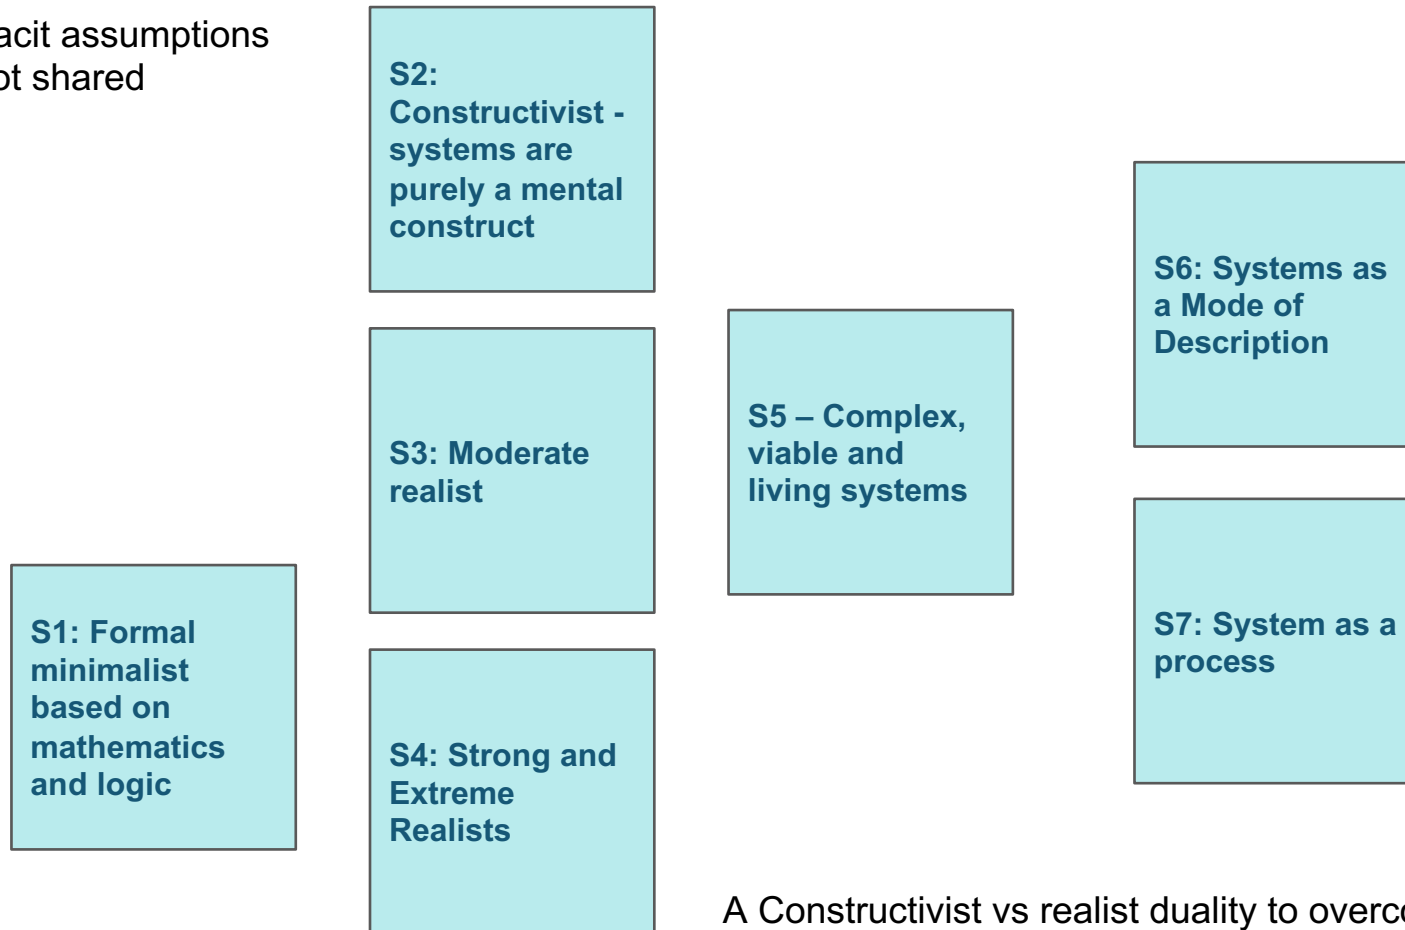 acit assumptions
ot shared
S2:
Constructivist -
systems are
purely a mental
construct
S6: Systems as
a Mode of
Description
S5 – Complex,
viable and
living systems
S3: Moderate
realist
S1: Formal
minimalist
based on
mathematics
and logic
S7: System as a
process
S4: Strong and
Extreme
Realists
A Constructivist vs realist duality to overco